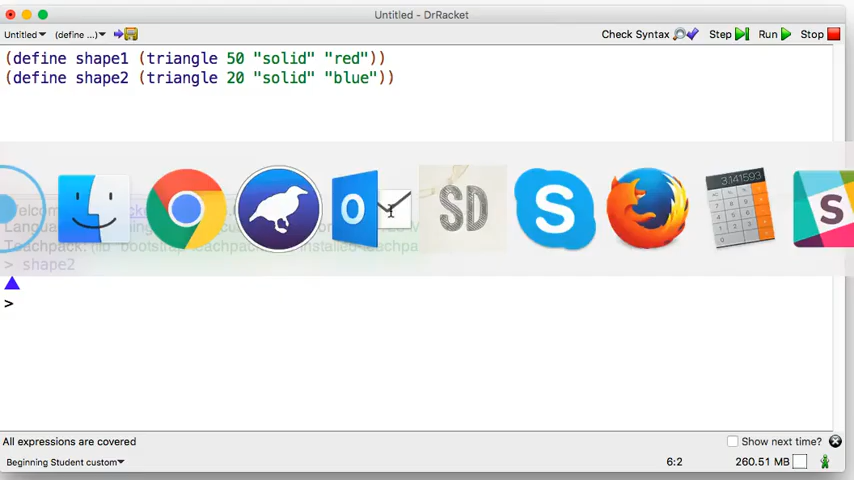 Untitled - DrRacket
Untitled (define ...) Check Syntax Step Run Stop
(define shape1 (triangle 50 "solid" "red"))
(define shape2 (triangle 20 "solid" "blue"))
3.141593
O SD S S
> shape2
>
All expressions are covered Show next time?
Beginning Student custom 6:2 260.51 MB